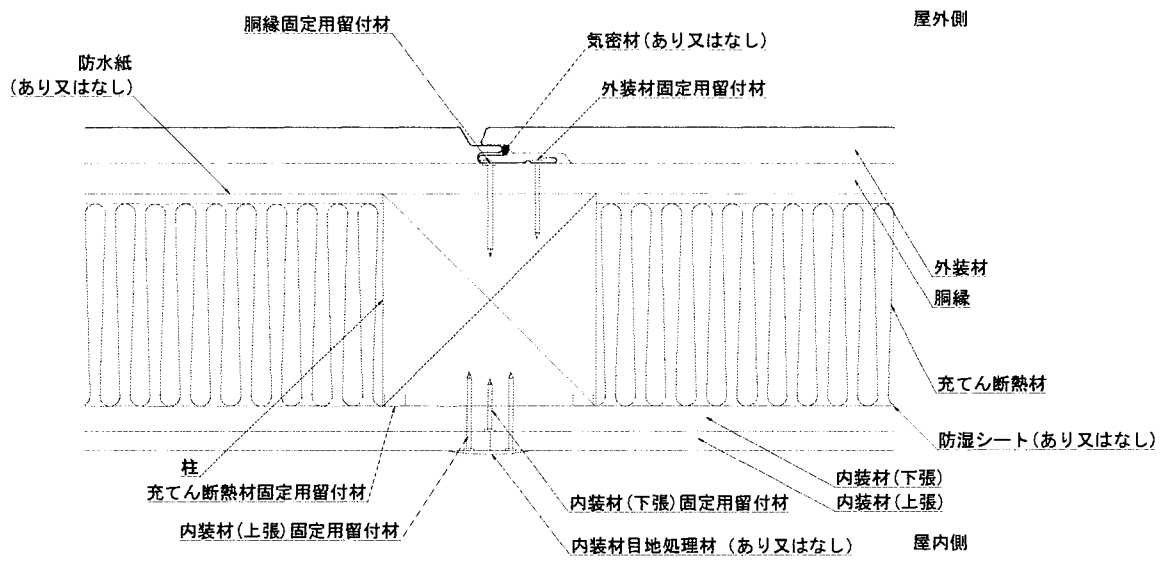 屋外側
胴縁固定用留付材
気密材(あり又はなし)
防水紙
(あり又はなし)
外装材固定用留付材
外装材
胴縁
充てん断熱材
防湿シート(あり又はなし)
柱
内装材(下張)
充てん断熱材固定用留付材
内装材(下張)固定用留付材
内装材(上張)
内装材(上張)固定用留付材
内装材目地処理材 (あり又はなし)
屋内側